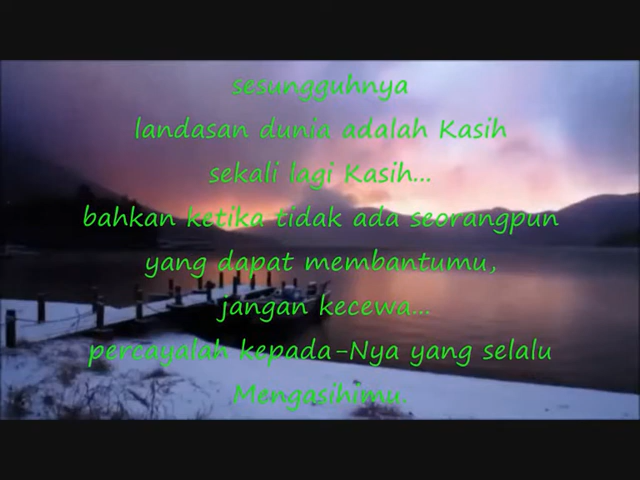 sesungguhnya
landasan dunia adalah Kasih
sekali lagi Kasih...
bahkan ketika tidak ada seorangpun
yang dapat membantumu,
jangan kecewa...
percayalah kepada-Nya yang selalu
Mengasihimu.